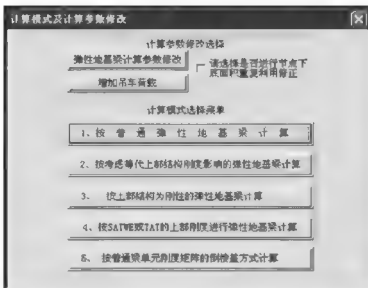 计算模式及计算参数修改
计算参数修改选择
弹性地基梁计算参数修改
请选择是否进行节点下
底面积重复利用修正
增加吊车荷载
计算模式选择菜单
1、按普通弹性地基梁计算
2、按考虑等代上部结构刚度影响的弹性地基梁计算
3、按上部结构为刚性的弹性地基梁计算
4、按SATWE或TAT的上部刚度进行弹性地基梁计算
5、按普通梁单元刚度矩阵的倒楼盖方式计算